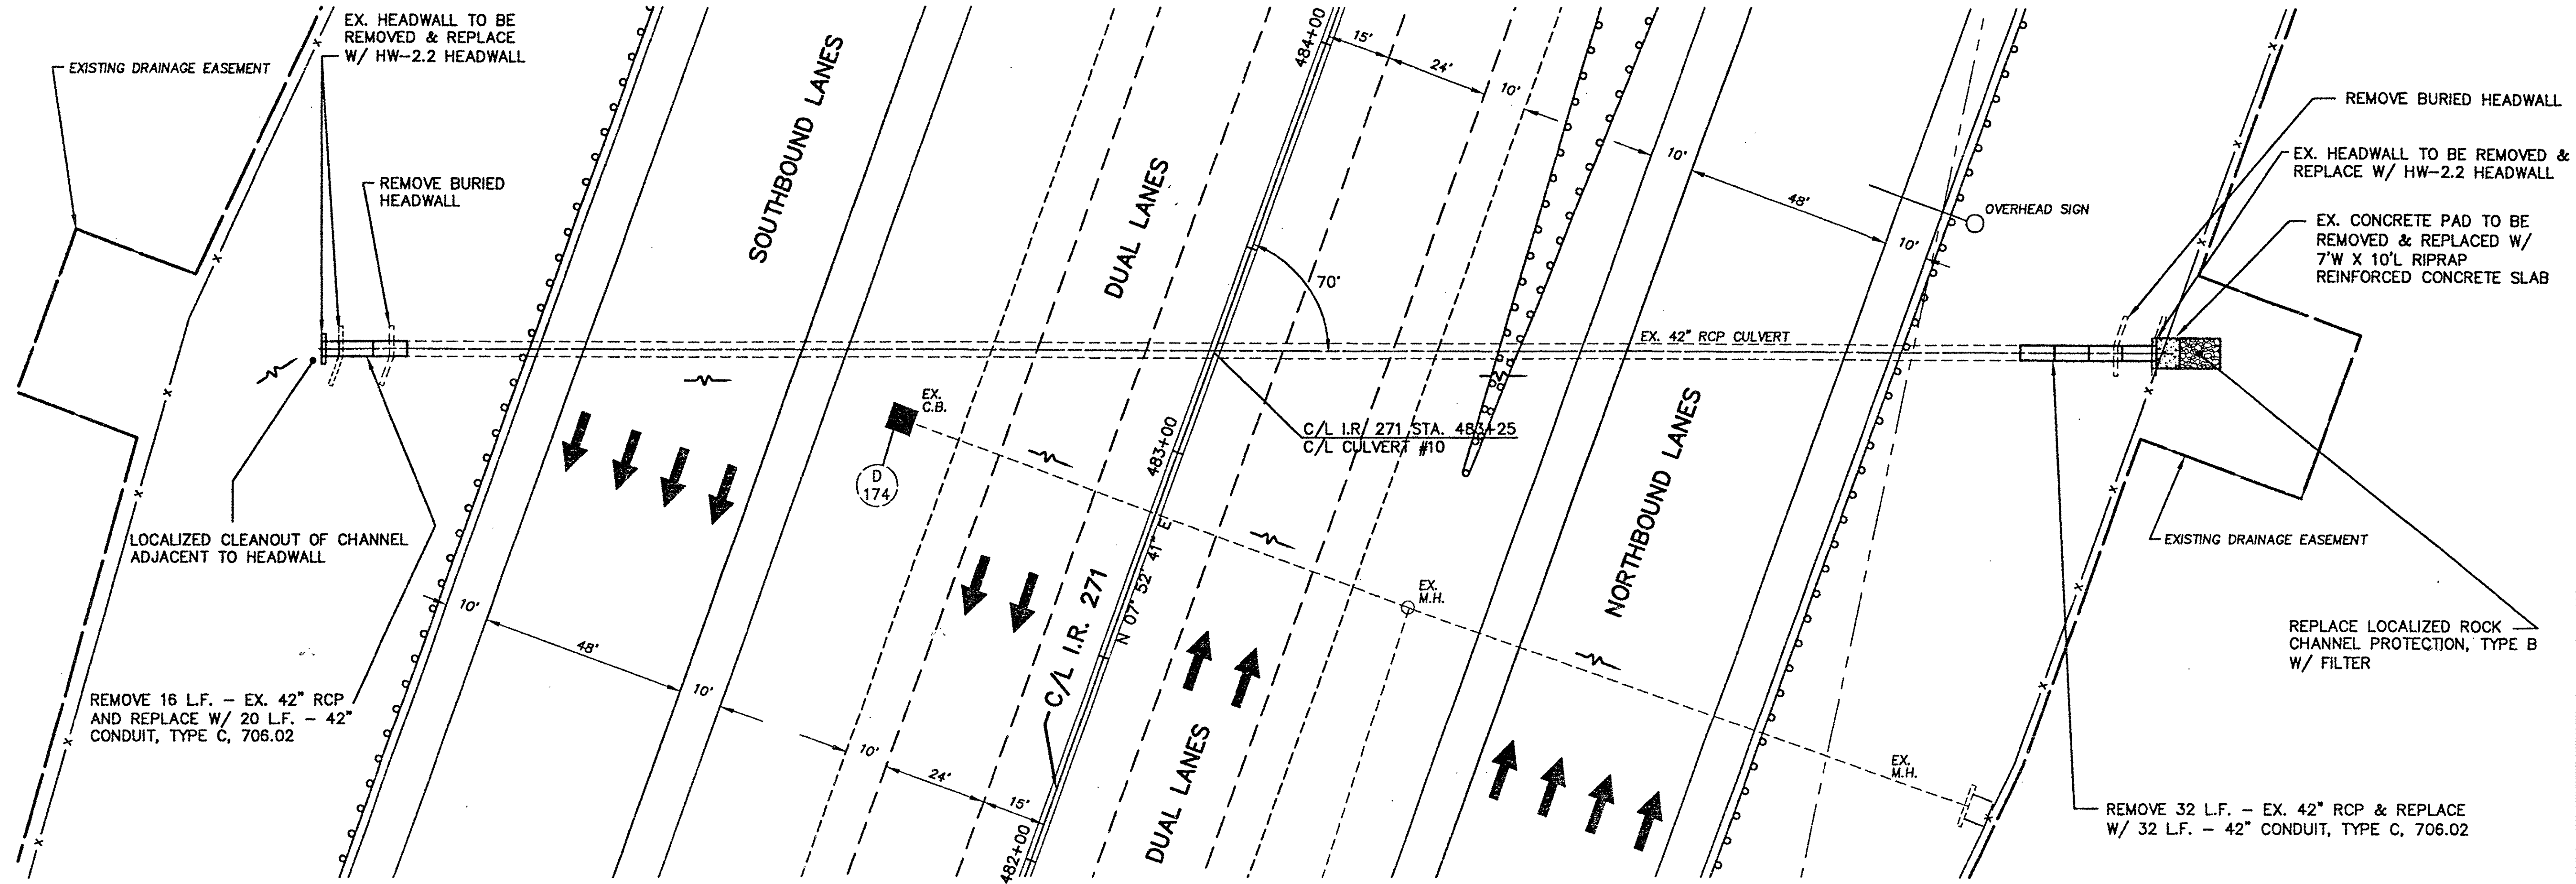 EX. HEADWALL TO BE
REMOVED & REPLACE
W/ HW-2.2 HEADWALL
EXISTING DRAINAGE EASEMENT
REMOVE BURIED
HEADWALL
SOUTHBOUND LANES
DUAL LANES
484+00
15'
24'
10'
10'
48'
10'
OVERHEAD SIGN
REMOVE BURIED HEADWALL
EX. HEADWALL TO BE REMOVED &
REPLACE W/ HW-2.2 HEADWALL
EX. CONCRETE PAD TO BE
REMOVED & REPLACED W/
7'W X 10'L RIPRAP
REINFORCED CONCRETE SLAB
70°
EX. 42" RCP CULVERT
EX.
C.B.
D
174
483+00
C/L I.R. 271 STA. 483+25
C/L CULVERT #10
NORTHBOUND LANES
LOCALIZED CLEANOUT OF CHANNEL
ADJACENT TO HEADWALL
EXISTING DRAINAGE EASEMENT
N 07° 52' 41" E
C/L I.R. 271
EX.
M.H.
10'
48'
10'
10'
24'
15'
482+00
DUAL LANES
REMOVE 16 L.F. - EX. 42" RCP
AND REPLACE W/ 20 L.F. - 42"
CONDUIT, TYPE C, 706.02
REPLACE LOCALIZED ROCK
CHANNEL PROTECTION, TYPE B
W/ FILTER
EX.
M.H.
REMOVE 32 L.F. - EX. 42" RCP & REPLACE
W/ 32 L.F. - 42" CONDUIT, TYPE C, 706.02